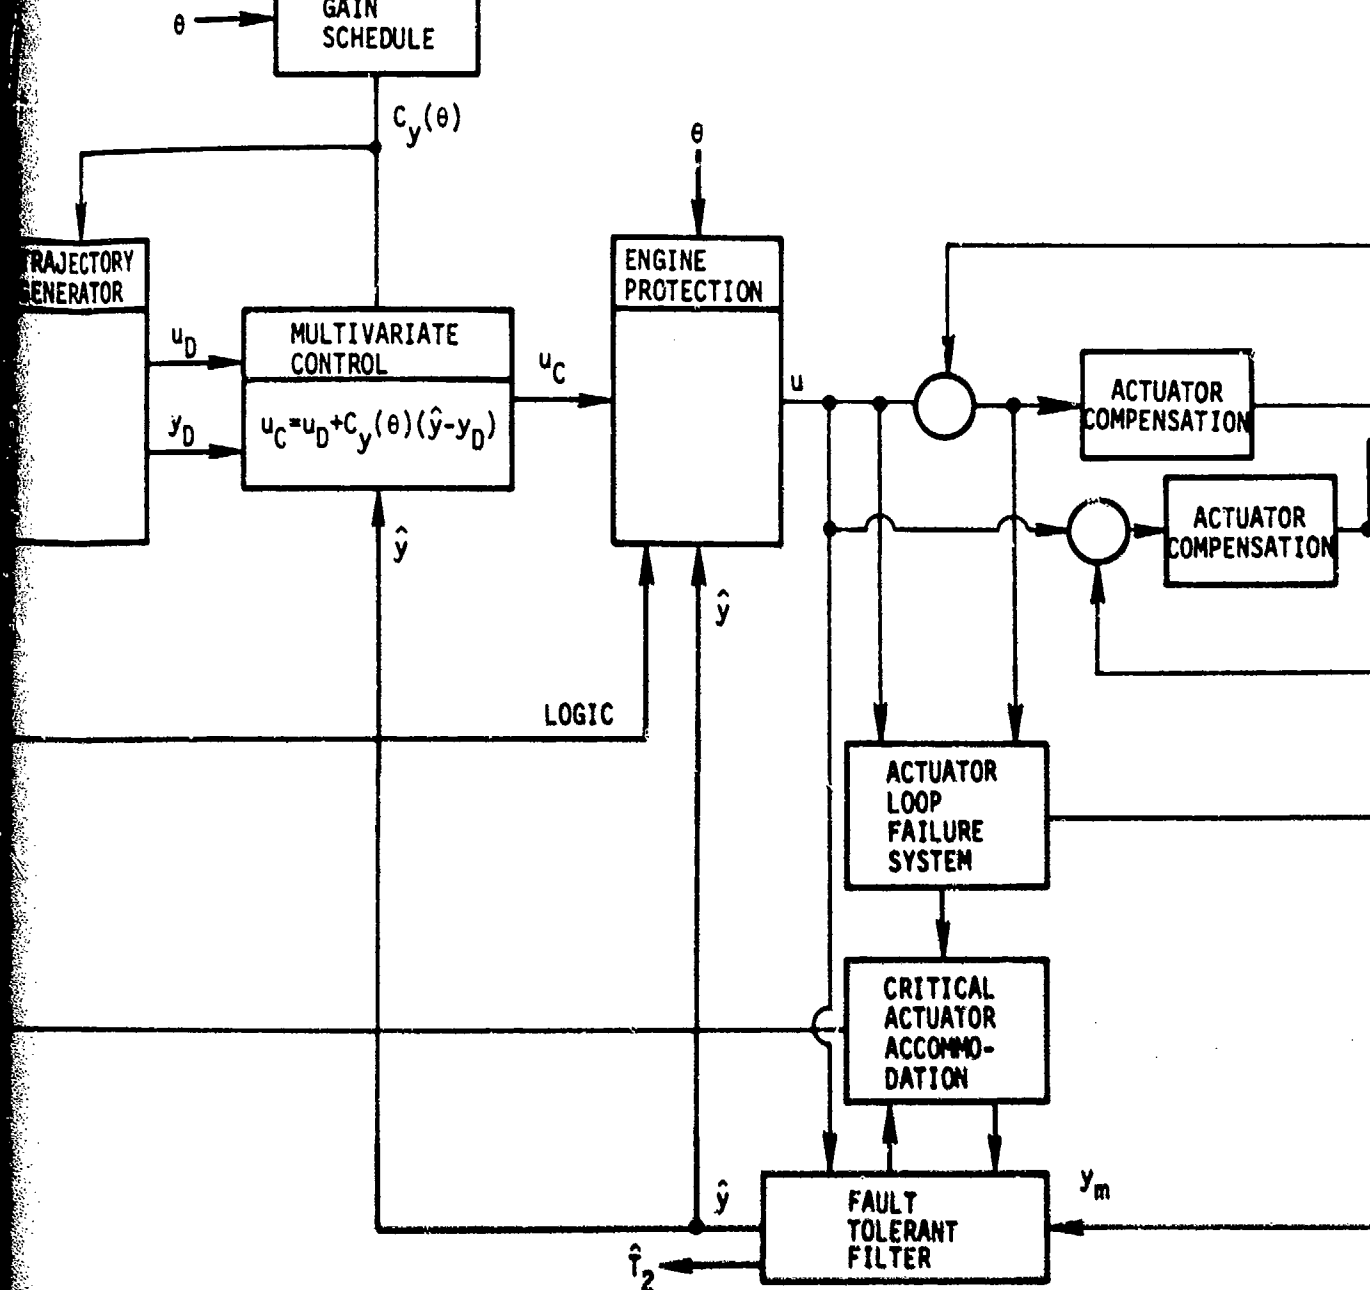 GAIN
SCHEDULE
θ
C_y(θ)
θ
TRAJECTORY
GENERATOR
ENGINE
PROTECTION
MULTIVARIATE
CONTROL
u_D
u_C
u
y_D
u_C=u_D+C_y(θ)(ŷ-y_D)
ACTUATOR
COMPENSATION
ACTUATOR
COMPENSATION
ŷ
ŷ
LOGIC
ACTUATOR
LOOP
FAILURE
SYSTEM
CRITICAL
ACTUATOR
ACCOMMO-
DATION
y_m
ŷ
FAULT
TOLERANT
FILTER
T̂_2